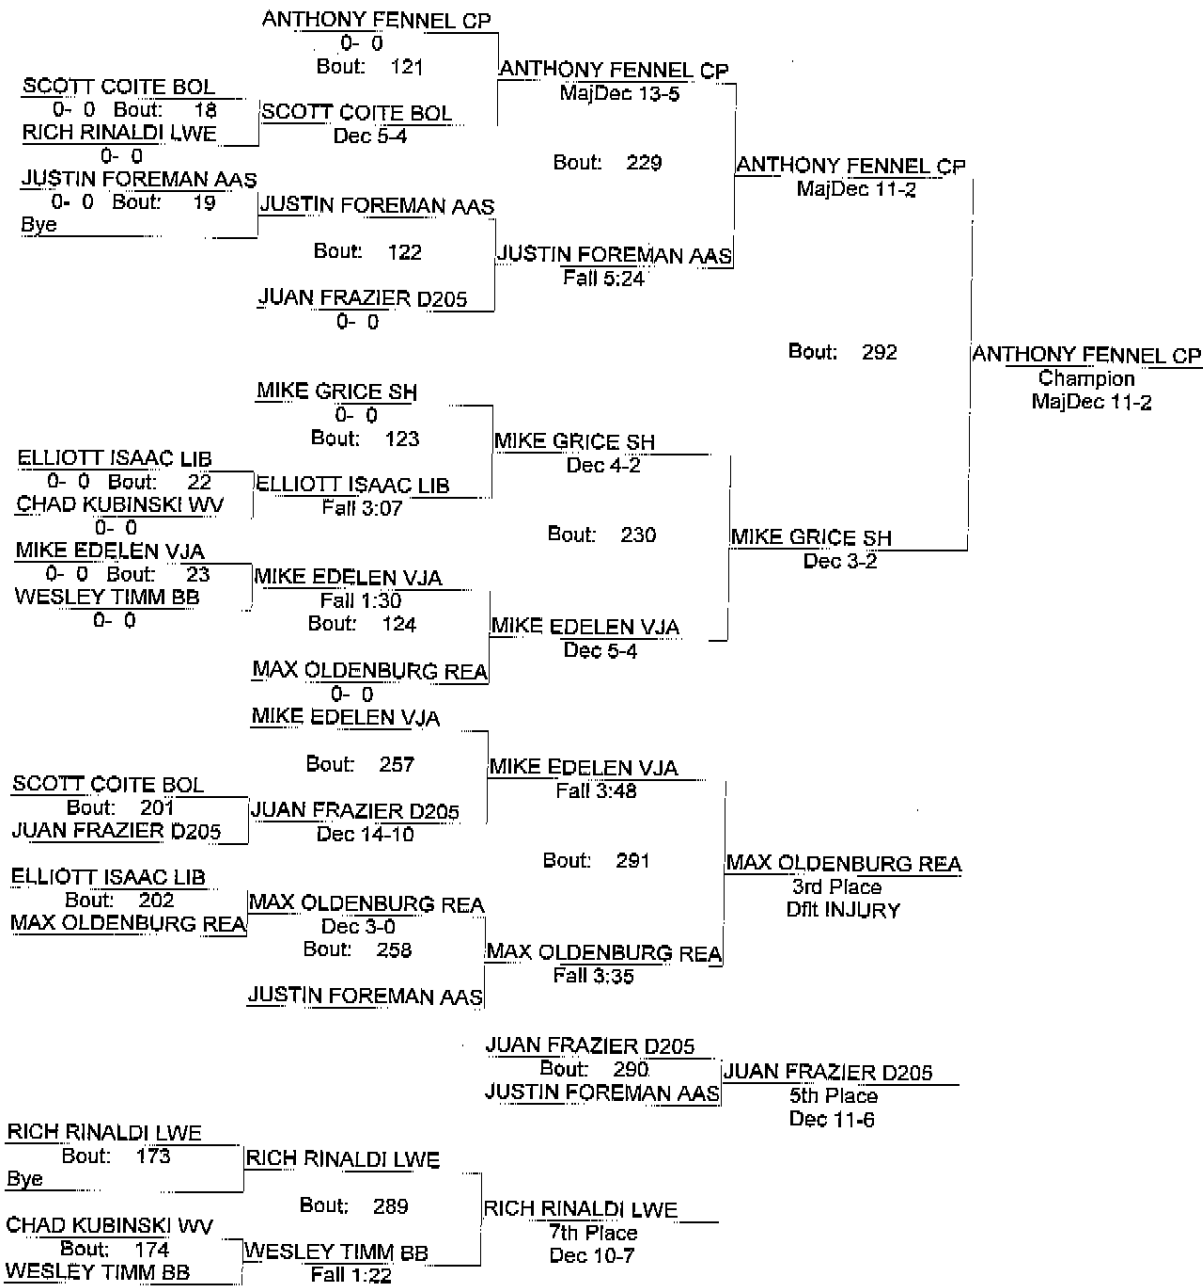 ANTHONY FENNEL CP
0- 0
Bout: 121
ANTHONY FENNEL CP
MajDec 13-5
SCOTT COITE BOL
0- 0 Bout: 18
SCOTT COITE BOL
Dec 5-4
RICH RINALDI LWE
0- 0
Bout: 229
ANTHONY FENNEL CP
MajDec 11-2
JUSTIN FOREMAN AAS
0- 0 Bout: 19
JUSTIN FOREMAN AAS
Bye
Bout: 122
JUSTIN FOREMAN AAS
Fall 5:24
JUAN FRAZIER D205
0- 0
Bout: 292
ANTHONY FENNEL CP
Champion
MajDec 11-2
MIKE GRICE SH
0- 0
Bout: 123
MIKE GRICE SH
Dec 4-2
ELLIOTT ISAAC LIB
0- 0 Bout: 22
ELLIOTT ISAAC LIB
Fall 3:07
CHAD KUBINSKI WV
0- 0
Bout: 230
MIKE GRICE SH
Dec 3-2
MIKE EDELEN VJA
0- 0 Bout: 23
MIKE EDELEN VJA
Fall 1:30
WESLEY TIMM BB
0- 0
Bout: 124
MIKE EDELEN VJA
Dec 5-4
MAX OLDENBURG REA
0- 0
MIKE EDELEN VJA
Bout: 257
MIKE EDELEN VJA
Fall 3:48
SCOTT COITE BOL
Bout: 201
JUAN FRAZIER D205
JUAN FRAZIER D205
Dec 14-10
Bout: 291
MAX OLDENBURG REA
3rd Place
Dflt INJURY
ELLIOTT ISAAC LIB
Bout: 202
MAX OLDENBURG REA
MAX OLDENBURG REA
Dec 3-0
Bout: 258
MAX OLDENBURG REA
Fall 3:35
JUSTIN FOREMAN AAS
JUAN FRAZIER D205
Bout: 290
JUSTIN FOREMAN AAS
JUAN FRAZIER D205
5th Place
Dec 11-6
RICH RINALDI LWE
Bout: 173
Bye
RICH RINALDI LWE
Bout: 289
RICH RINALDI LWE
7th Place
Dec 10-7
CHAD KUBINSKI WV
Bout: 174
WESLEY TIMM BB
WESLEY TIMM BB
Fall 1:22